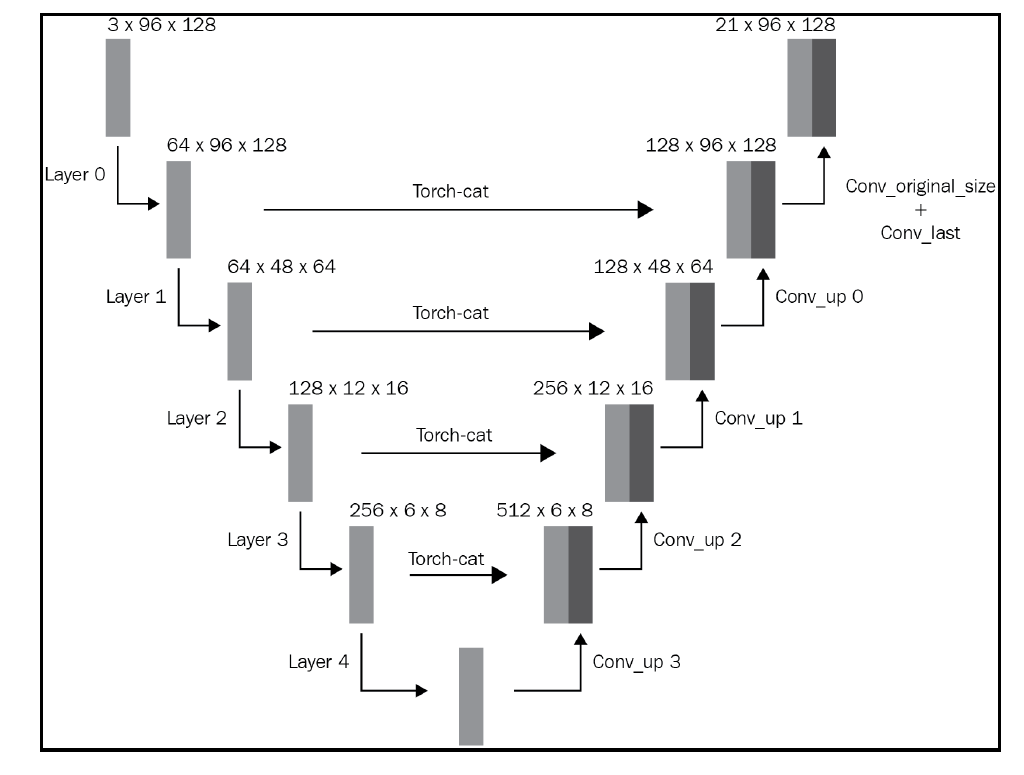 3 x 96 x 128
21 x 96 x 128
64 x 96 x 128
128 x 96 x 128
Layer 0
Torch-cat
Conv_original_size
+
Conv_last
64 x 48 x 64
128 x 48 x 64
Layer 1
Torch-cat
Conv_up 0
128 x 12 x 16
256 x 12 x 16
Layer 2
Torch-cat
Conv_up 1
256 x 6 x 8
512 x 6 x 8
Layer 3
Torch-cat
Conv_up 2
Layer 4
Conv_up 3